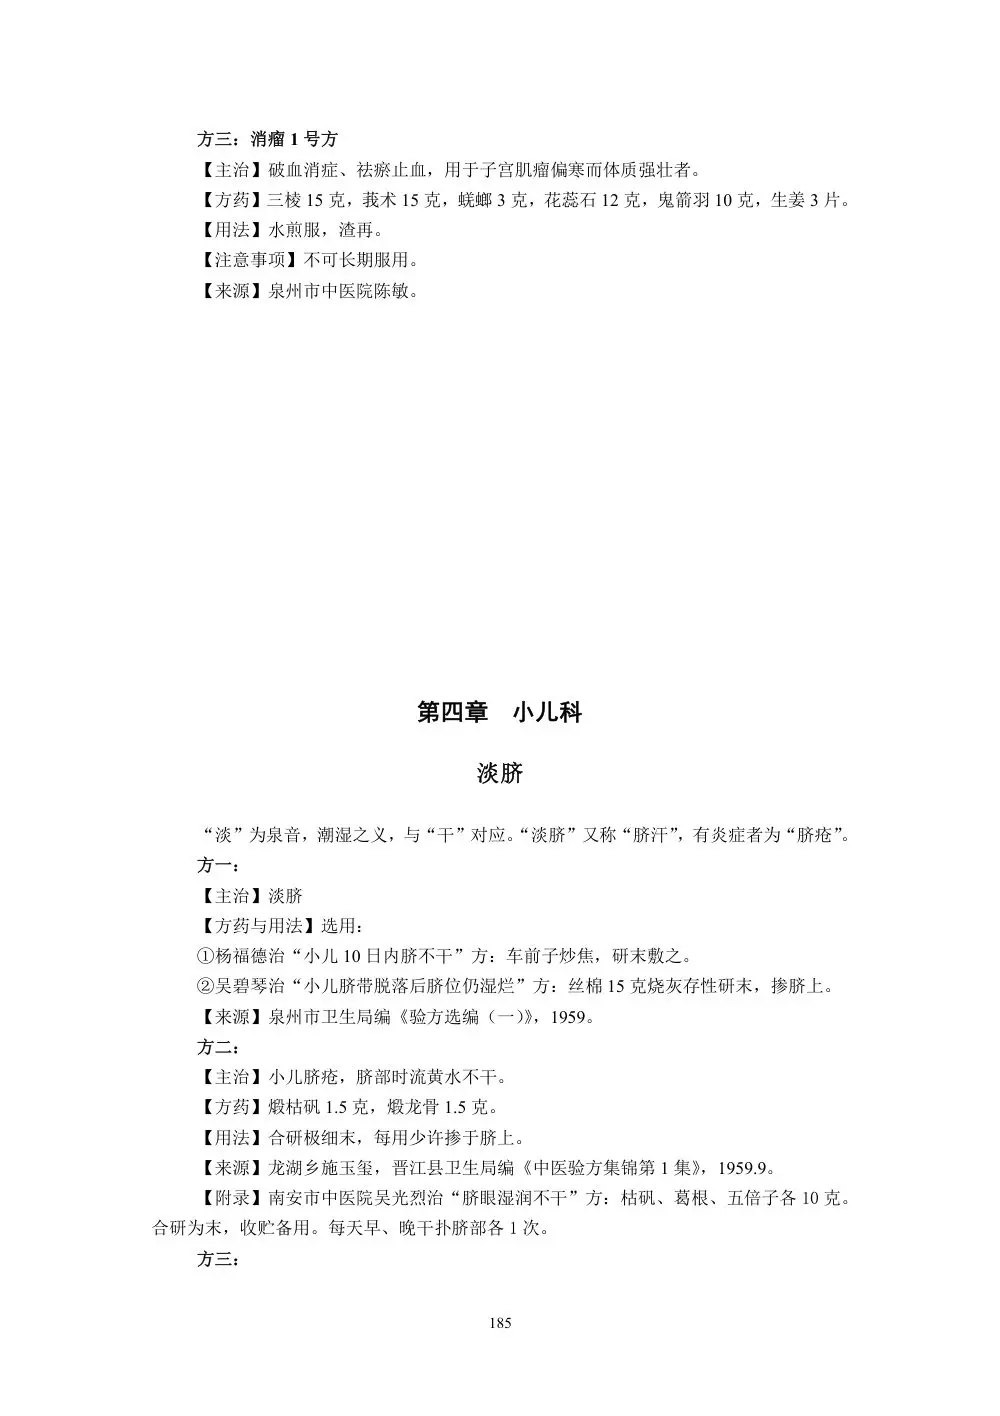 方三：消瘤 1 号方
【主治】破血消症、祛瘀止血，用于子宫肌瘤偏寒而体质强壮者。
【方药】三棱 15 克，莪术 15 克，蜣螂 3 克，花蕊石 12 克，鬼箭羽 10 克，生姜 3 片。
【用法】水煎服，渣再。
【注意事项】不可长期服用。
【来源】泉州市中医院陈敏。
第四章　小儿科
淡脐
“淡”为泉音，潮湿之义，与“干”对应。“淡脐”又称“脐汗”，有炎症者为“脐疮”。
方一：
【主治】淡脐
【方药与用法】选用：
①杨福德治“小儿 10 日内脐不干”方：车前子炒焦，研末敷之。
②吴碧琴治“小儿脐带脱落后脐位仍湿烂”方：丝棉 15 克烧灰存性研末，掺脐上。
【来源】泉州市卫生局编《验方选编（一）》，1959。
方二：
【主治】小儿脐疮，脐部时流黄水不干。
【方药】煅枯矾 1.5 克，煅龙骨 1.5 克。
【用法】合研极细末，每用少许掺于脐上。
【来源】龙湖乡施玉玺，晋江县卫生局编《中医验方集锦第 1 集》，1959.9。
【附录】南安市中医院吴光烈治“脐眼湿润不干”方：枯矾、葛根、五倍子各 10 克。
合研为末，收贮备用。每天早、晚干扑脐部各 1 次。
方三：
185